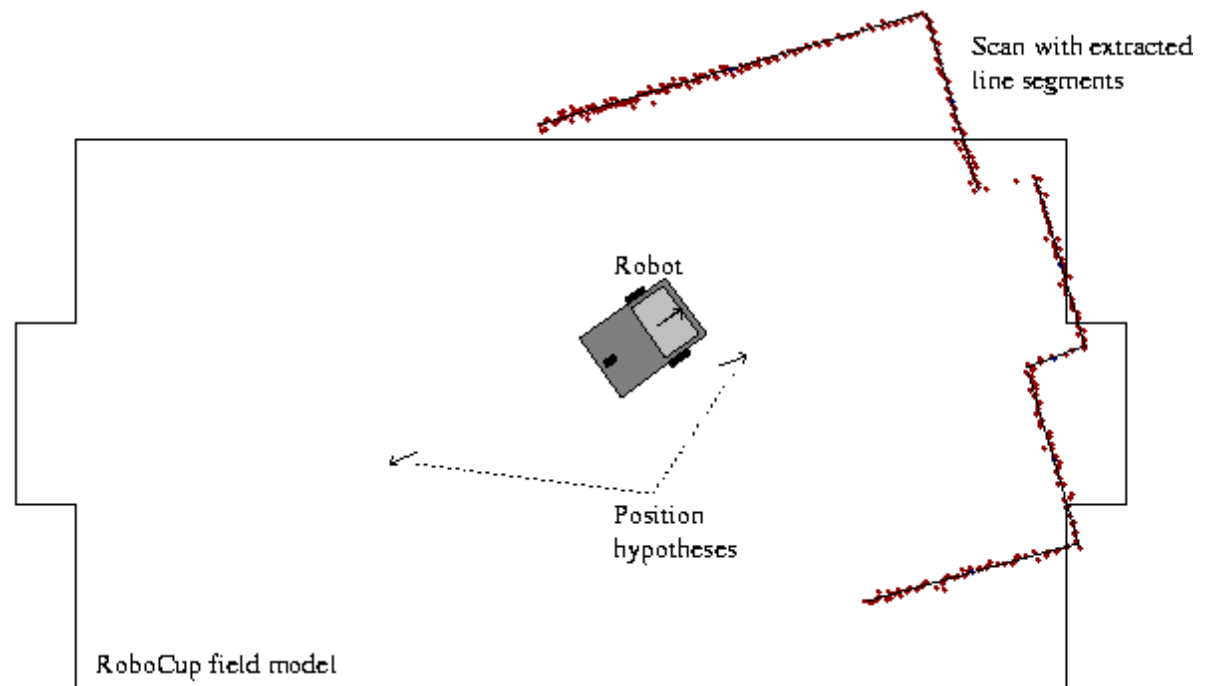 Scan with extracted
line segments
Robot
Position
hypotheses
RoboCup field model